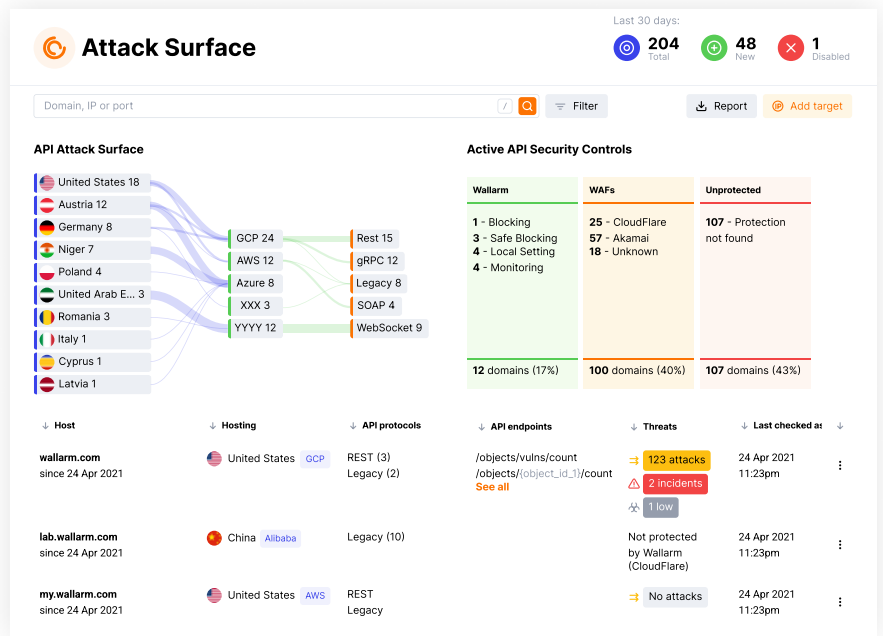 Last 30 days:
Attack Surface
204
Total
48
New
1
Disabled
Domain, IP or port
/
Filter
Report
IP
Add target
API Attack Surface
United States 18
Austria 12
Germany 8
Niger 7
Poland 4
United Arab E... 3
Romania 3
Italy 1
Cyprus 1
Latvia 1
GCP 24
AWS 12
Azure 8
XXX 3
YYYY 12
Rest 15
gRPC 12
Legacy 8
SOAP 4
WebSocket 9
Active API Security Controls
Wallarm
1 - Blocking
3 - Safe Blocking
4 - Local Setting
4 - Monitoring
12 domains (17%)
WAFs
25 - CloudFlare
57 - Akamai
18 - Unknown
100 domains (40%)
Unprotected
107 - Protection
not found
107 domains (43%)
Host
Hosting
API protocols
API endpoints
Threats
Last checked as
wallarm.com
since 24 Apr 2021
United States GCP
REST (3)
Legacy (2)
/objects/vulns/count
/objects/{object_id_1}/count
See all
123 attacks
2 incidents
1 low
24 Apr 2021
11:23pm
lab.wallarm.com
since 24 Apr 2021
China Alibaba
Legacy (10)
Not protected
by Wallarm
(CloudFlare)
24 Apr 2021
11:23pm
my.wallarm.com
since 24 Apr 2021
United States AWS
REST
Legacy
No attacks
24 Apr 2021
11:23pm